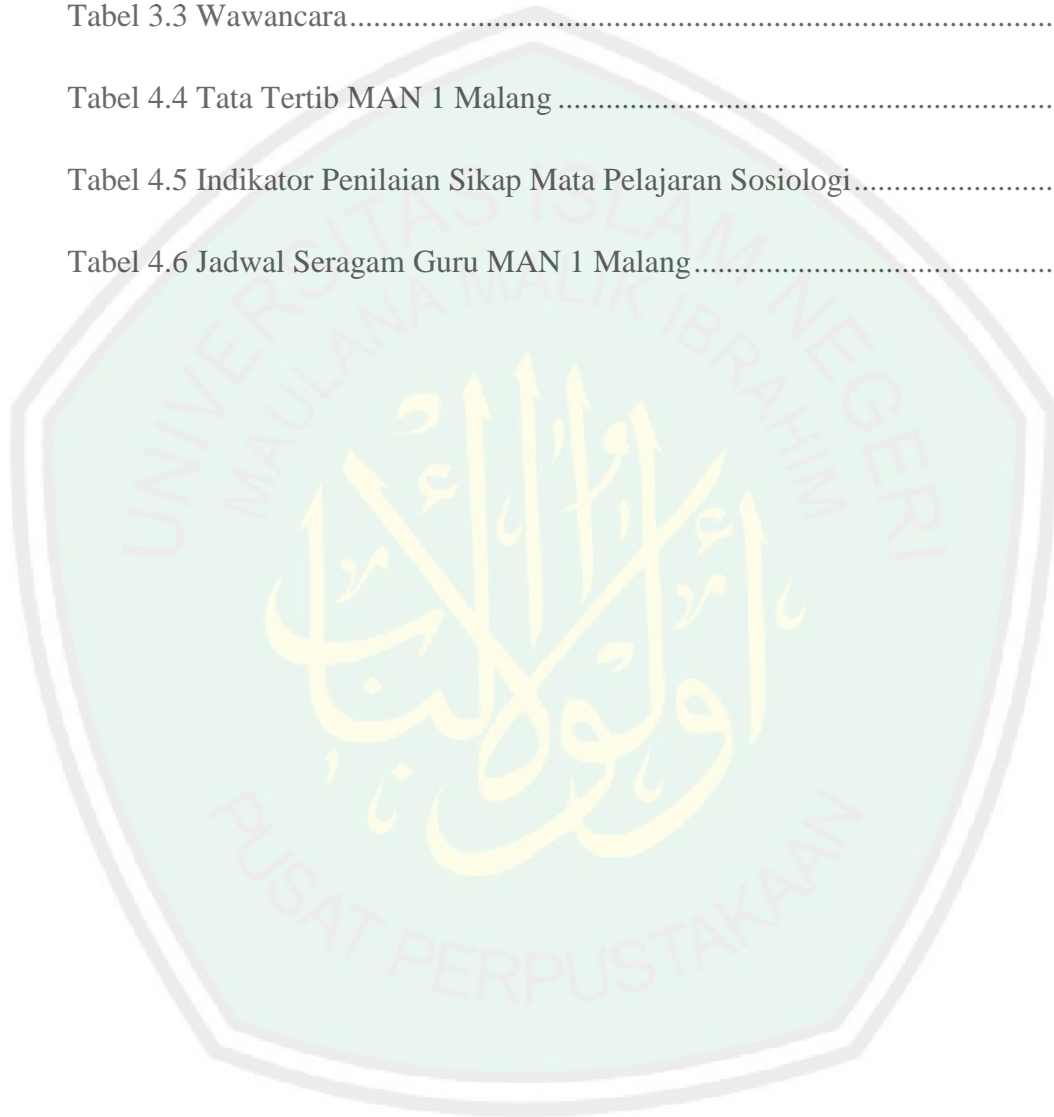 Tabel 3.3 Wawancara........................................................................................
Tabel 4.4 Tata Tertib MAN 1 Malang ..............................................................
Tabel 4.5 Indikator Penilaian Sikap Mata Pelajaran Sosiologi.........................
Tabel 4.6 Jadwal Seragam Guru MAN 1 Malang.............................................
UNIVERSITAS ISLAM NEGERI
MAULANA MALIK IBRAHIM
أولو الألباب
PUSAT PERPUSTAKAAN